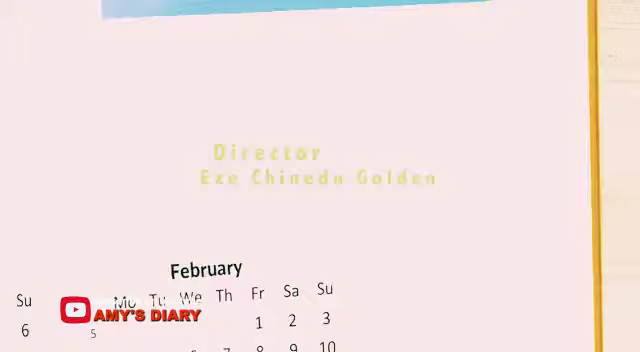 Director
Eze Chinedu Golden
February
Su Mo Tu We Th Fr Sa Su
6 5 1 2 3
7 8 9 10
AMY'S DIARY